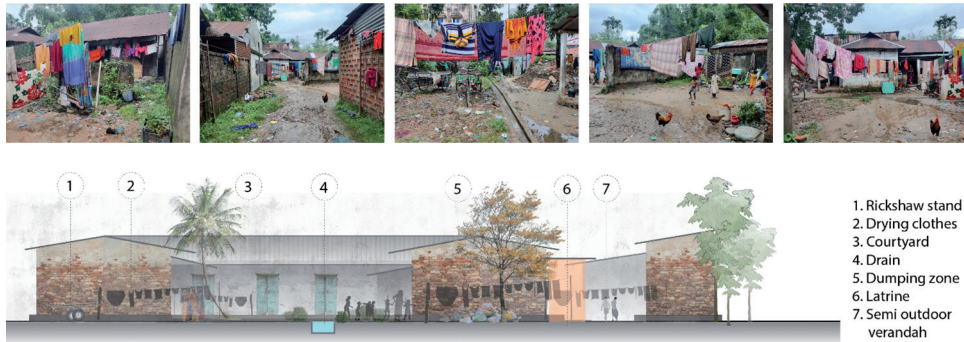 1 2 3 4 5 6 7
1. Rickshaw stand
2. Drying clothes
3. Courtyard
4. Drain
5. Dumping zone
6. Latrine
7. Semi outdoor
verandah